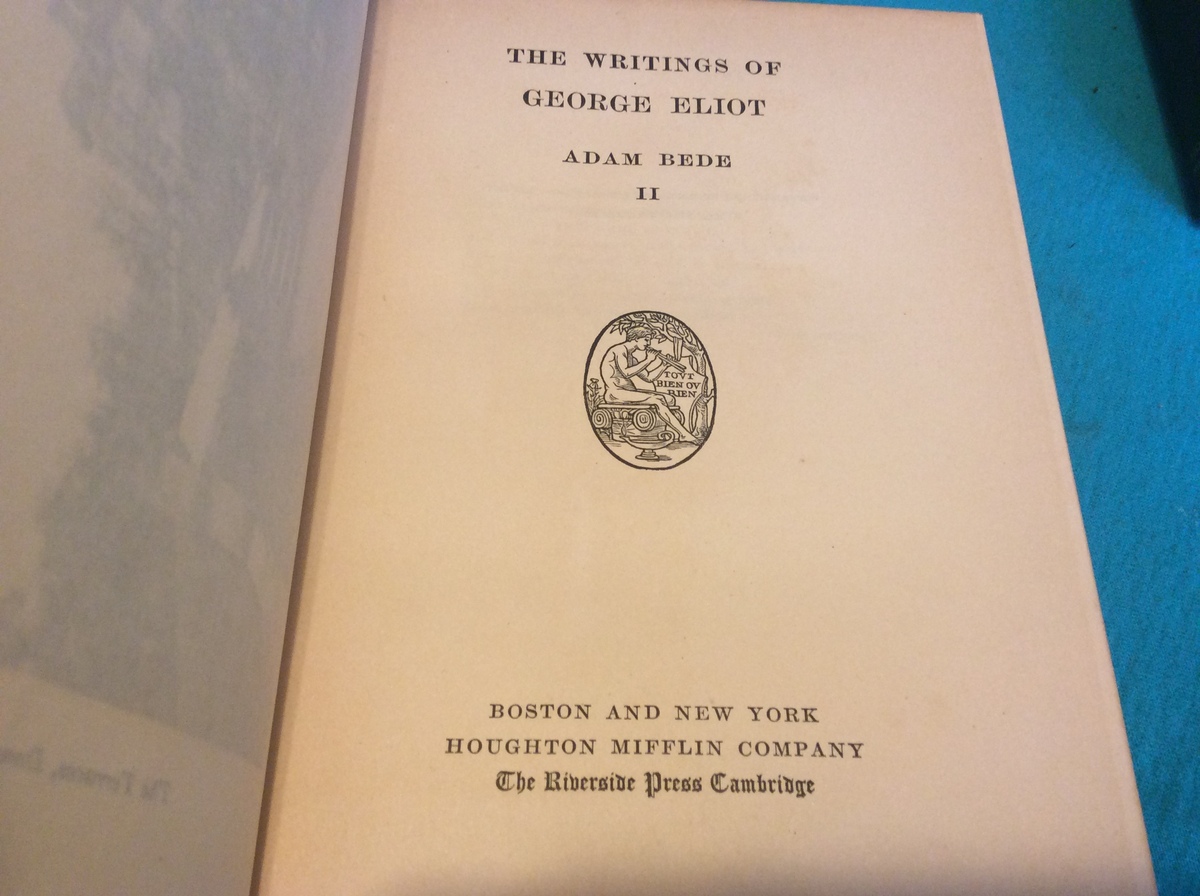 THE WRITINGS OF
GEORGE ELIOT
ADAM BEDE
II
TOVT
BIEN OV
RIEN
BOSTON AND NEW YORK
HOUGHTON MIFFLIN COMPANY
The Riverside Press Cambridge